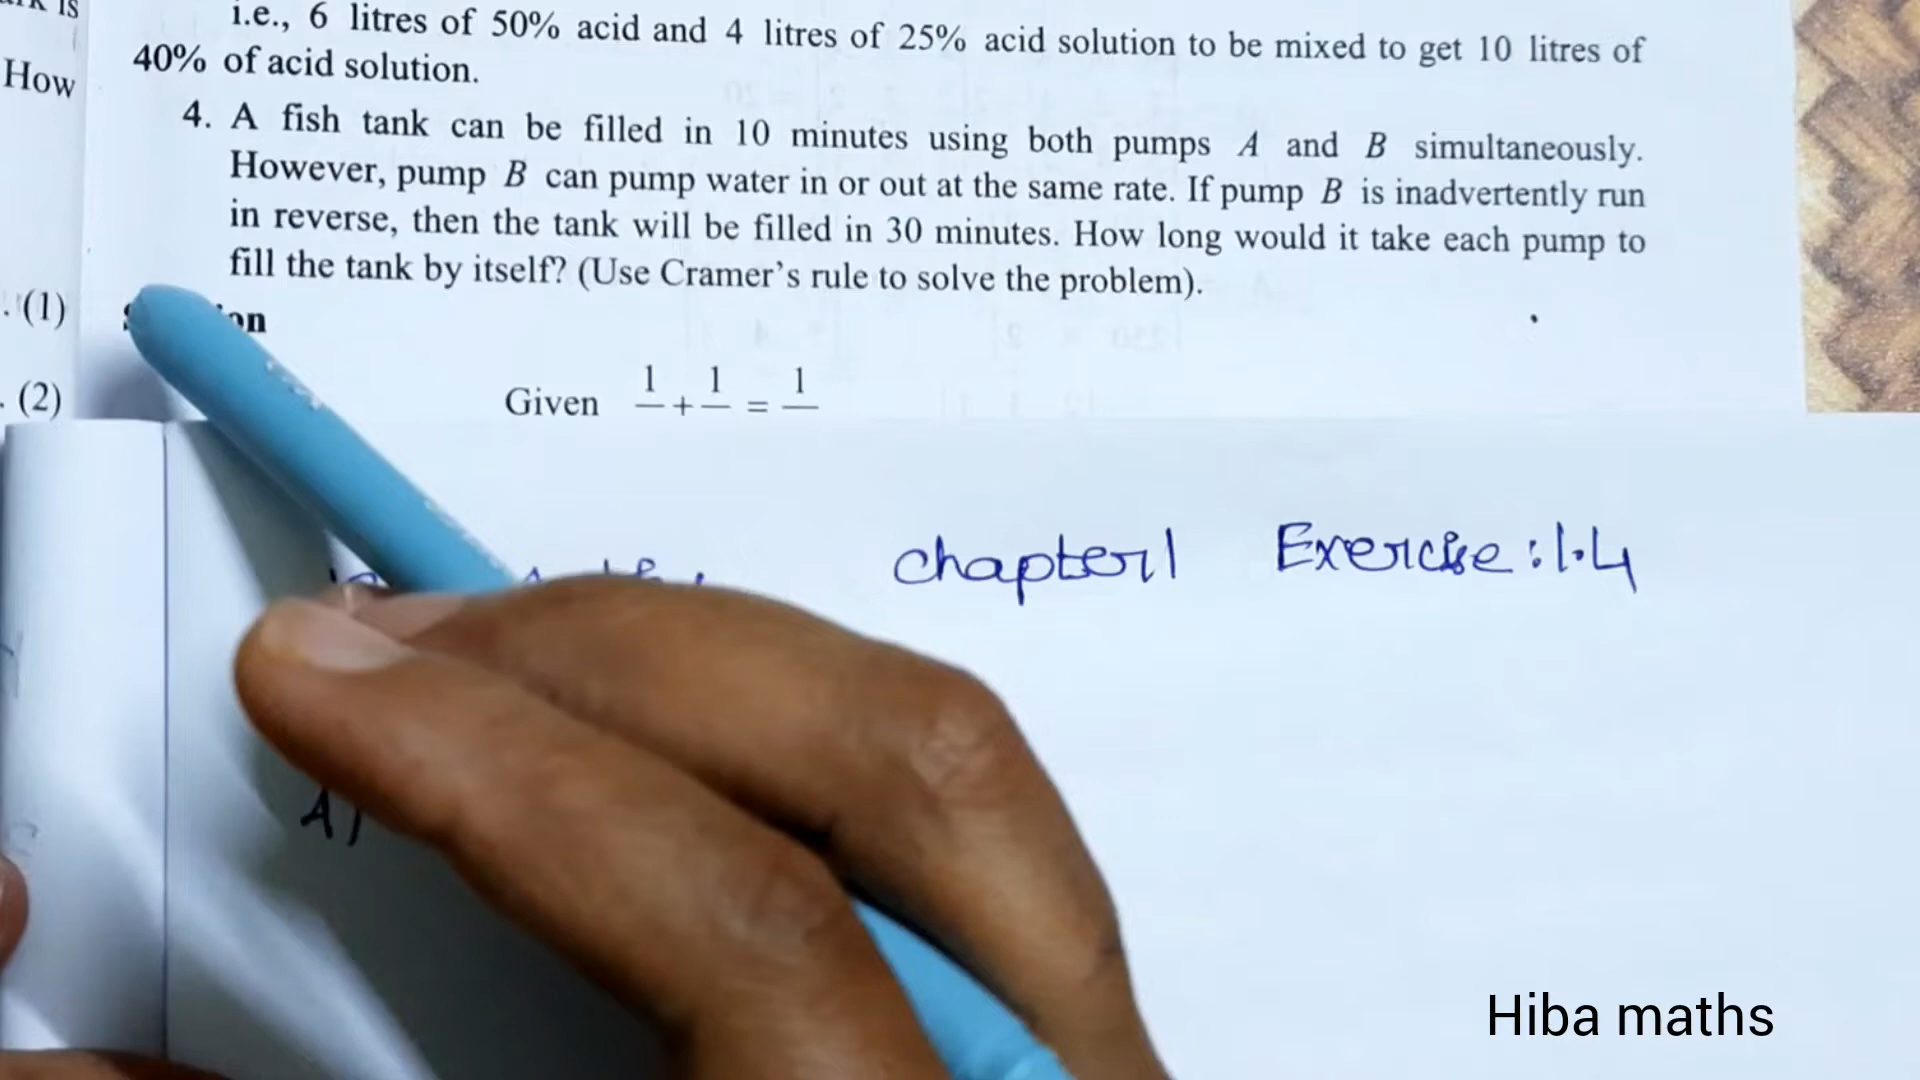 i.e., 6 litres of 50% acid and 4 litres of 25% acid solution to be mixed to get 10 litres of
How 40% of acid solution.
4. A fish tank can be filled in 10 minutes using both pumps A and B simultaneously.
However, pump B can pump water in or out at the same rate. If pump B is inadvertently run
in reverse, then the tank will be filled in 30 minutes. How long would it take each pump to
fill the tank by itself? (Use Cramer's rule to solve the problem).
(1)
(2)
Given 1 + 1 = 1
chapter 1 Exercise : 1.4
A)
Hiba maths